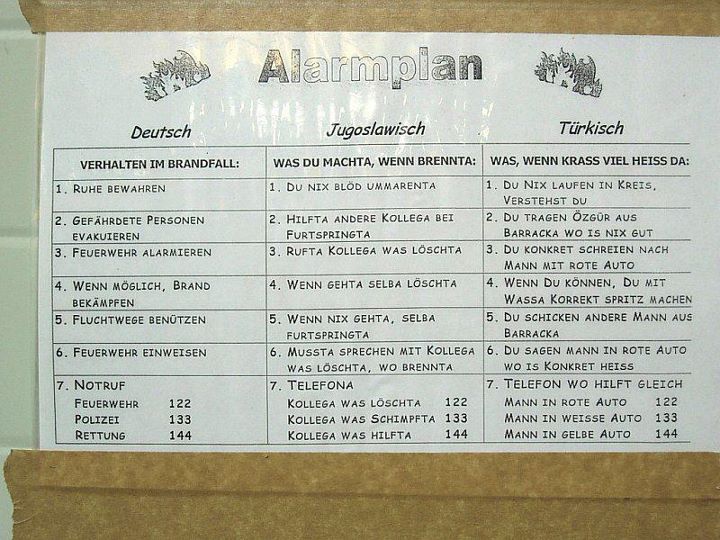 Alarmplan
Deutsch Jugoslawisch Türkisch
VERHALTEN IM BRANDFALL: WAS DU MACHTA, WENN BRENNTA: WAS, WENN KRASS VIEL HEISS DA:
1. RUHE BEWAHREN
1. DU NIX BLÖD UMMARENTA
1. DU NIX LAUFEN IN KREIS,
VERSTEHST DU
2. GEFÄHRDETE PERSONEN
EVAKUIEREN
2. HILFTA ANDERE KOLLEGA BEI
FURTSPRINGTA
2. DU TRAGEN ÖZGÜR AUS
BARRACKA WO IS NIX GUT
3. FEUERWEHR ALARMIEREN
3. RUFTA KOLLEGA WAS LÖSCHTA
3. DU KONKRET SCHREIEN NACH
MANN MIT ROTE AUTO
4. WENN MÖGLICH, BRAND
BEKÄMPFEN
4. WENN GEHTA SELBA LÖSCHTA
4. WENN DU KÖNNEN, DU MIT
WASSA KORREKT SPRITZ MACHEN
5. FLUCHTWEGE BENÜTZEN
5. WENN NIX GEHTA, SELBA
FURTSPRINGTA
5. DU SCHICKEN ANDERE MANN AUS
BARRACKA
6. FEUERWEHR EINWEISEN
6. MUSSTA SPRECHEN MIT KOLLEGA
WAS LÖSCHTA, WO BRENNTA
6. DU SAGEN MANN IN ROTE AUTO
WO IS KONKRET HEISS
7. NOTRUF
FEUERWEHR 122
POLIZEI 133
RETTUNG 144
7. TELEFONA
KOLLEGA WAS LÖSCHTA 122
KOLLEGA WAS SCHIMPFTA 133
KOLLEGA WAS HILFTA 144
7. TELEFON WO HILFT GLEICH
MANN IN ROTE AUTO 122
MANN IN WEISSE AUTO 133
MANN IN GELBE AUTO 144